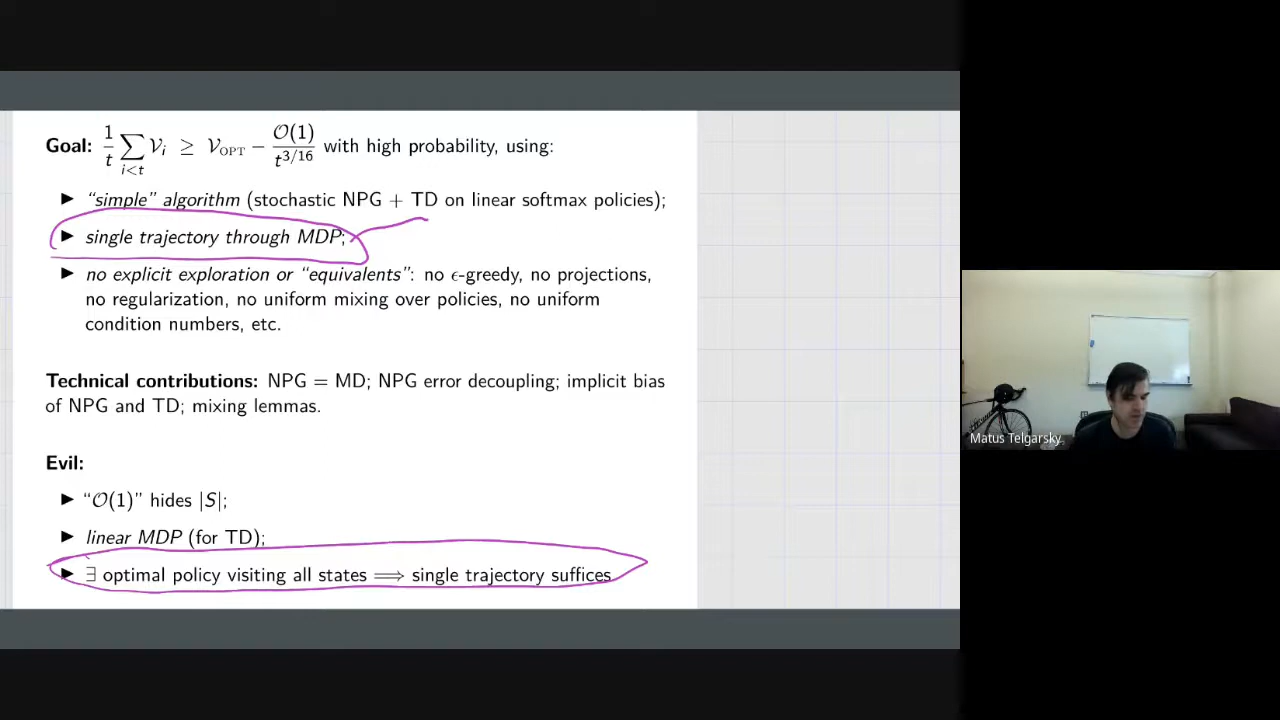 Goal: 1/t ∑_{i<t} 𝒱_i ≥ 𝒱_OPT − 𝒪(1)/t^{3/16} with high probability, using:
▶ “simple” algorithm (stochastic NPG + TD on linear softmax policies);
▶ single trajectory through MDP;
▶ no explicit exploration or “equivalents”: no ϵ-greedy, no projections,
no regularization, no uniform mixing over policies, no uniform
condition numbers, etc.
Technical contributions: NPG = MD; NPG error decoupling; implicit bias
of NPG and TD; mixing lemmas.
Evil:
▶ “𝒪(1)” hides |S|;
▶ linear MDP (for TD);
▶ ∃ optimal policy visiting all states ⟹ single trajectory suffices
Matus Telgarsky